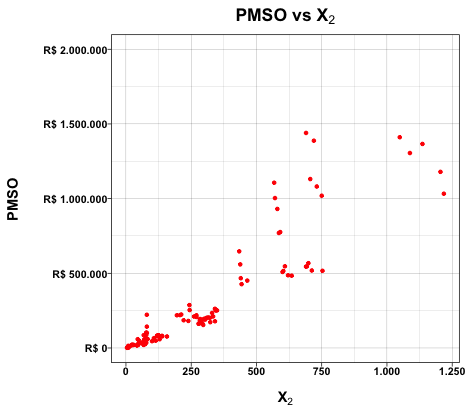 PMSO vs X₂
R$ 2.000.000
R$ 1.500.000
R$ 1.000.000
R$ 500.000
R$ 0
PMSO
0
250
500
750
1.000
1.250
X₂